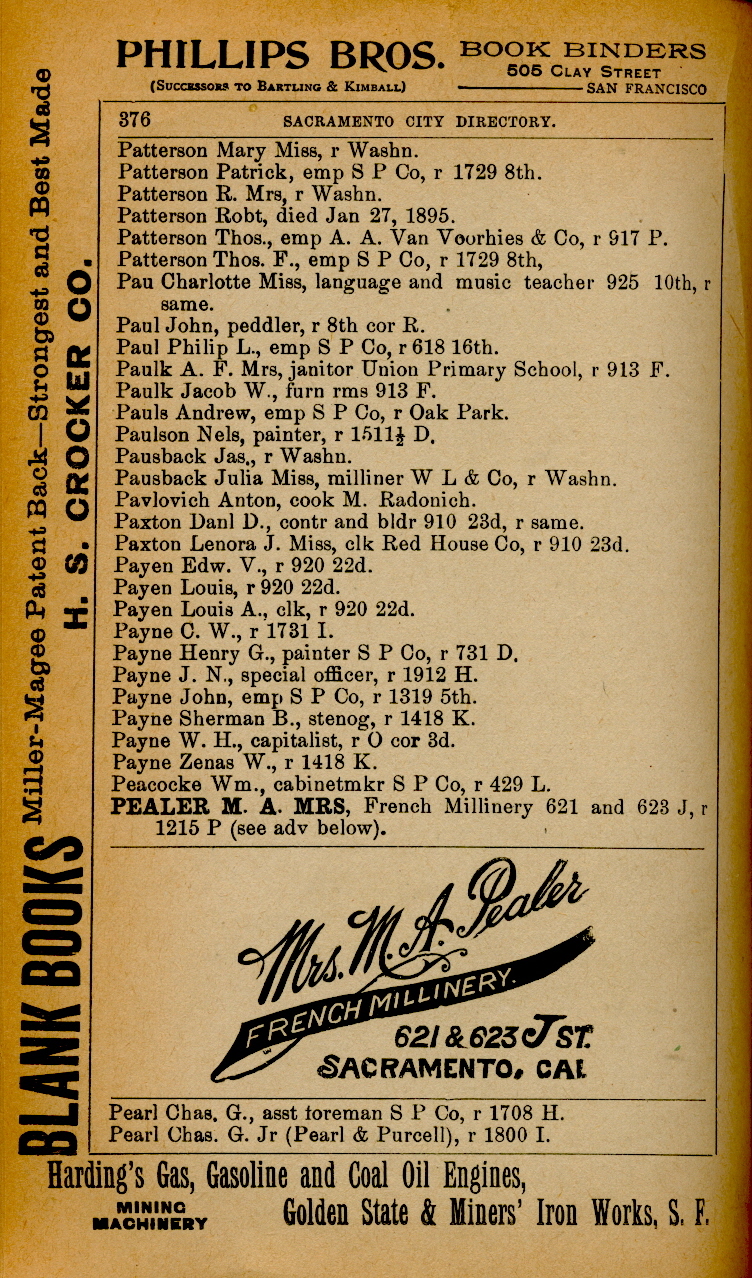 PHILLIPS BROS. BOOK BINDERS
505 CLAY STREET
(SUCCESSORS TO BARTLING & KIMBALL) SAN FRANCISCO
376 SACRAMENTO CITY DIRECTORY.
Patterson Mary Miss, r Washn.
Patterson Patrick, emp S P Co, r 1729 8th.
Patterson R. Mrs, r Washn.
Patterson Robt, died Jan 27, 1895.
Patterson Thos., emp A. A. Van Voorhies & Co, r 917 P.
Patterson Thos. F., emp S P Co, r 1729 8th,
Pau Charlotte Miss, language and music teacher 925 10th, r
same.
Paul John, peddler, r 8th cor R.
Paul Philip L., emp S P Co, r 618 16th.
Paulk A. F. Mrs, janitor Union Primary School, r 913 F.
Paulk Jacob W., furn rms 913 F.
Pauls Andrew, emp S P Co, r Oak Park.
Paulson Nels, painter, r 1511½ D.
Pausback Jas., r Washn.
Pausback Julia Miss, milliner W L & Co, r Washn.
Pavlovich Anton, cook M. Radonich.
Paxton Danl D., contr and bldr 910 23d, r same.
Paxton Lenora J. Miss, clk Red House Co, r 910 23d.
Payen Edw. V., r 920 22d.
Payen Louis, r 920 22d.
Payen Louis A., clk, r 920 22d.
Payne C. W., r 1731 I.
Payne Henry G., painter S P Co, r 731 D.
Payne J. N., special officer, r 1912 H.
Payne John, emp S P Co, r 1319 5th.
Payne Sherman B., stenog, r 1418 K.
Payne W. H., capitalist, r O cor 3d.
Payne Zenas W., r 1418 K.
Peacocke Wm., cabinetmkr S P Co, r 429 L.
PEALER M. A. MRS, French Millinery 621 and 623 J, r
1215 P (see adv below).
Mrs. M. A. Pealer
FRENCH MILLINERY.
621 & 623 J ST.
SACRAMENTO, CAL
Pearl Chas. G., asst foreman S P Co, r 1708 H.
Pearl Chas. G. Jr (Pearl & Purcell), r 1800 I.
Harding's Gas, Gasoline and Coal Oil Engines,
MINING
MACHINERY
Golden State & Miners' Iron Works, S. F.
BLANK BOOKS Miller-Magee Patent Back—Strongest and Best Made
H. S. CROCKER CO.